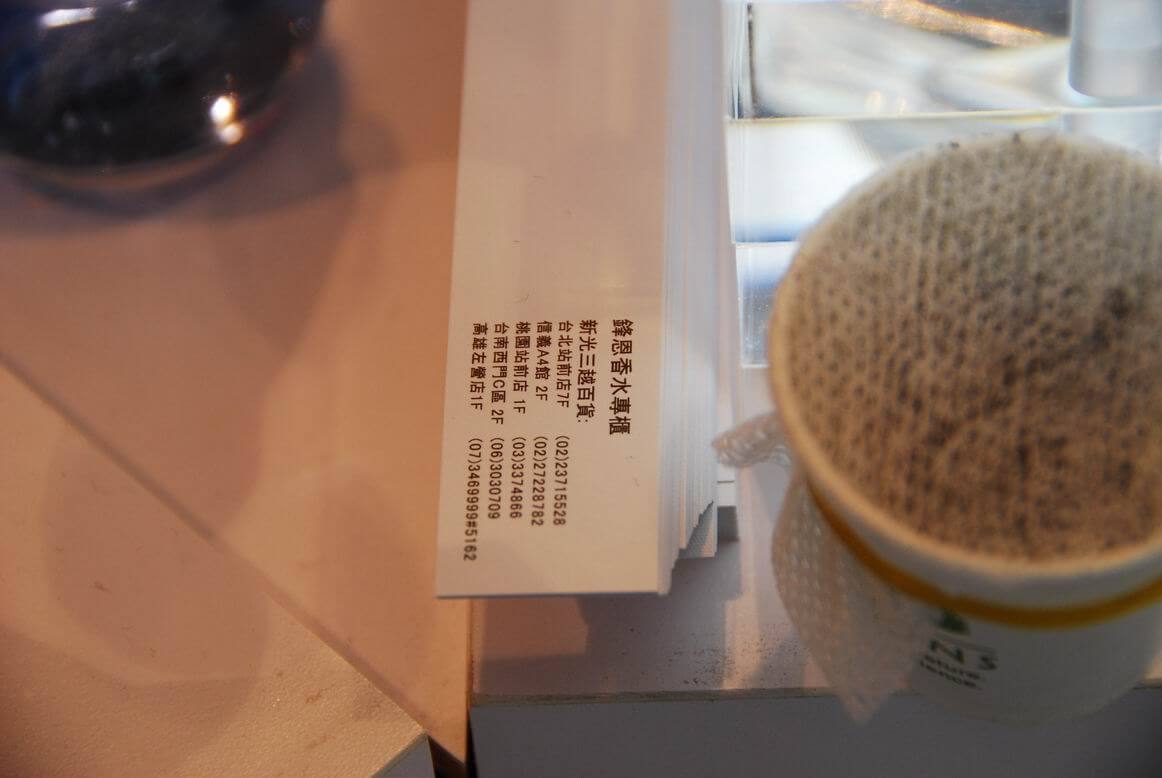 鋒恩香水專櫃
新光三越百貨:
台北站前店7F (02)23715528
信義A4館 2F (02)27228782
桃園站前店 1F (03)3374866
台南西門C區 2F (06)3030709
高雄左營店1F (07)3469999#5162